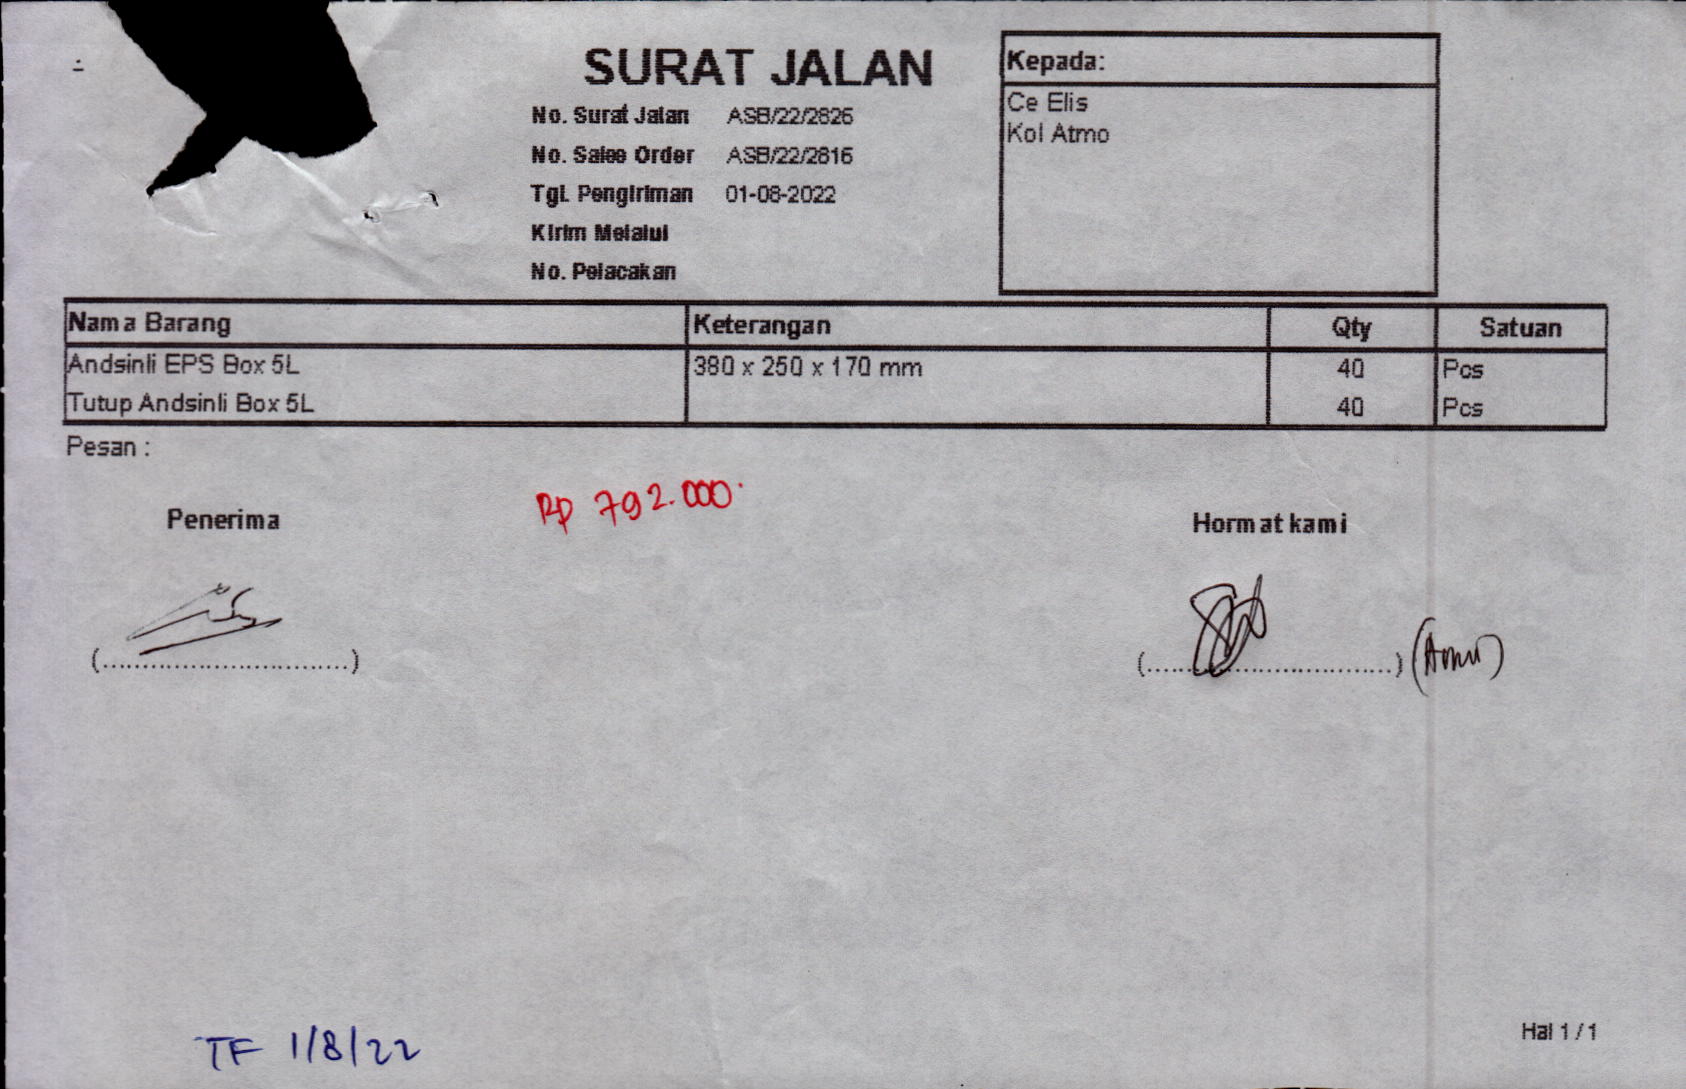 SURAT JALAN
No. Surat Jalan ASB/22/2826
No. Sales Order ASB/22/2816
Tgl. Pengiriman 01-08-2022
Kirim Melalui
No. Pelacakan
Kepada:
Ce Elis
Kol Atmo
Nama Barang Keterangan Qty Satuan
Andsinli EPS Box 5L 380 x 250 x 170 mm 40 Pcs
Tutup Andsinli Box 5L 40 Pcs
Pesan :
Rp 792.000
Penerima Hormat kami
(..............................) (................................)
TF 1/8/22
Hal 1 / 1